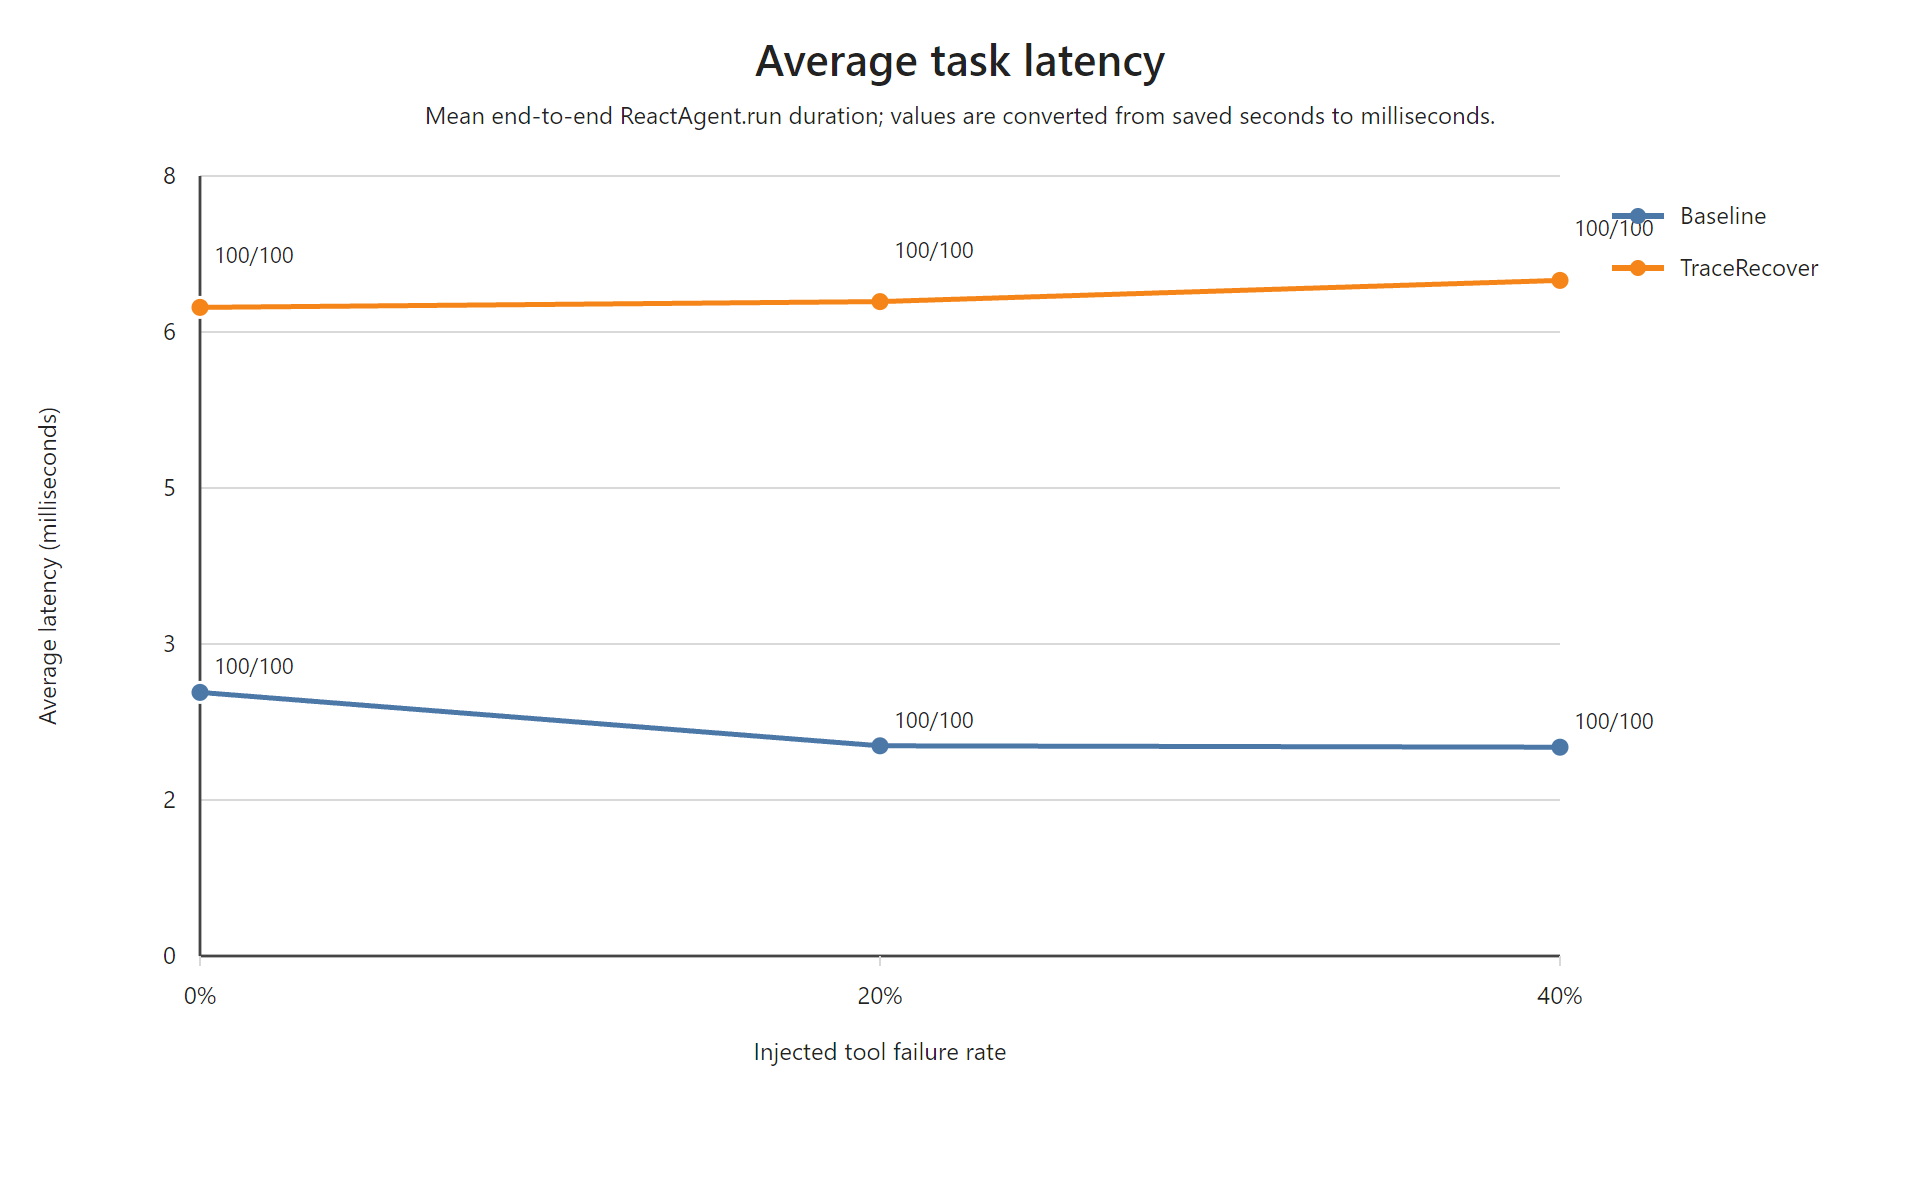 Average task latency
Mean end-to-end ReactAgent.run duration; values are converted from saved seconds to milliseconds.
8
Baseline
100/100
100/100
100/100
TraceRecover
6
Average latency (milliseconds)
5
3
100/100
100/100
100/100
2
0
0%
20%
40%
Injected tool failure rate